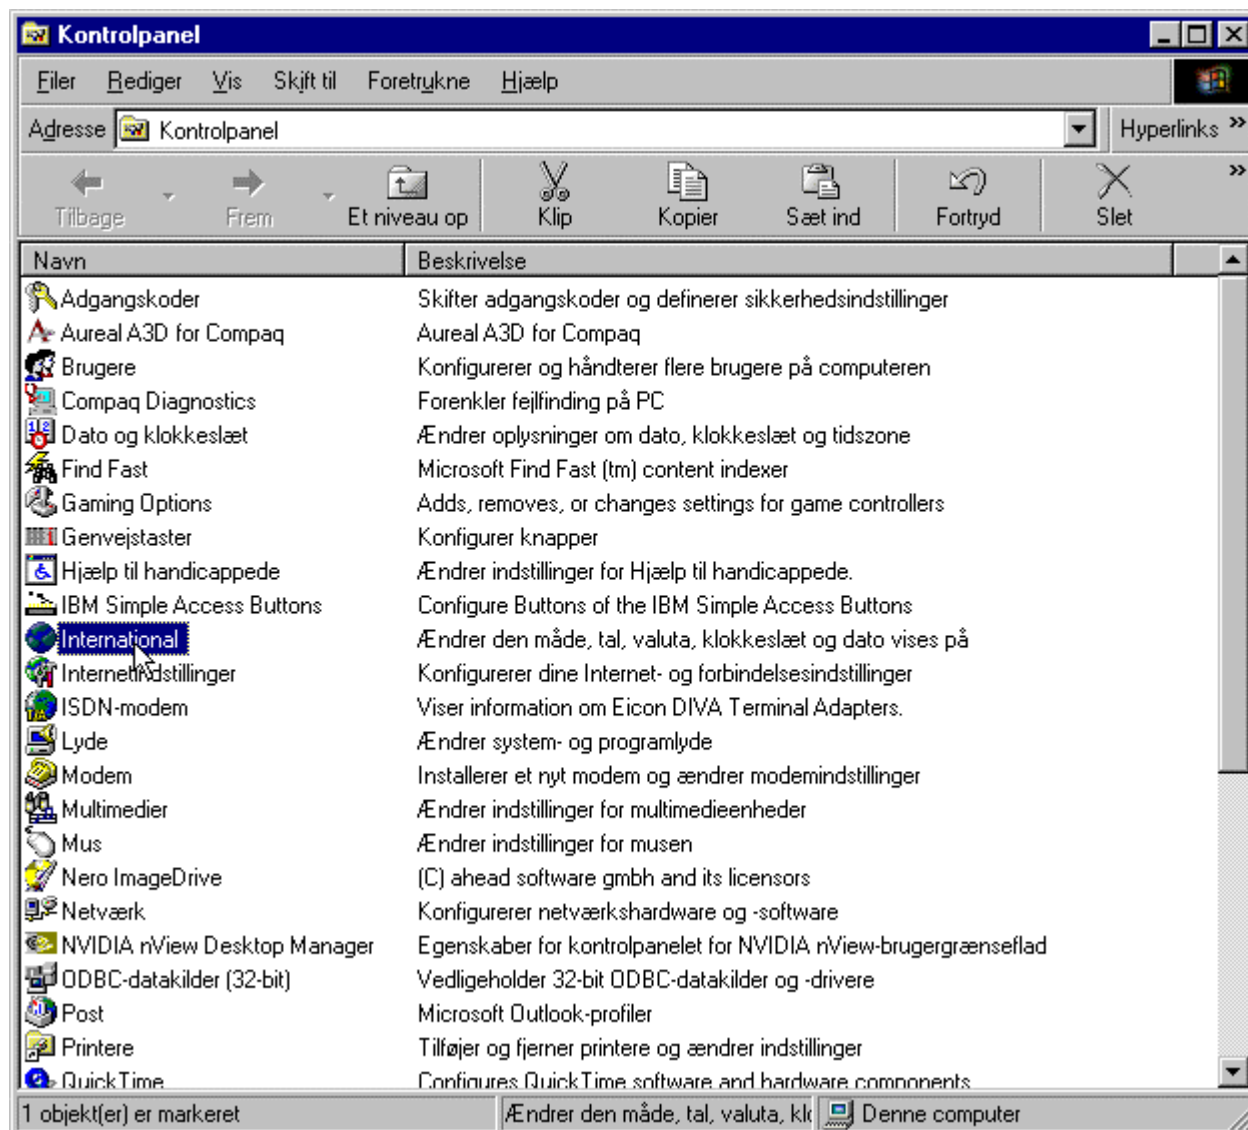 Kontrolpanel
Filer Rediger Vis Skift til Foretrukne Hjælp
Adresse Kontrolpanel Hyperlinks »
Tilbage Frem Et niveau op Klip Kopier Sæt ind Fortryd Slet »
Navn Beskrivelse
Adgangskoder Skifter adgangskoder og definerer sikkerhedsindstillinger
Aureal A3D for Compaq Aureal A3D for Compaq
Brugere Konfigurerer og håndterer flere brugere på computeren
Compaq Diagnostics Forenkler fejlfinding på PC
Dato og klokkeslæt Ændrer oplysninger om dato, klokkeslæt og tidszone
Find Fast Microsoft Find Fast (tm) content indexer
Gaming Options Adds, removes, or changes settings for game controllers
Genvejstaster Konfigurer knapper
Hjælp til handicappede Ændrer indstillinger for Hjælp til handicappede.
IBM Simple Access Buttons Configure Buttons of the IBM Simple Access Buttons
International Ændrer den måde, tal, valuta, klokkeslæt og dato vises på
Internetindstillinger Konfigurerer dine Internet- og forbindelsesindstillinger
ISDN-modem Viser information om Eicon DIVA Terminal Adapters.
Lyde Ændrer system- og programlyde
Modem Installerer et nyt modem og ændrer modemindstillinger
Multimedier Ændrer indstillinger for multimedieenheder
Mus Ændrer indstillinger for musen
Nero ImageDrive (C) ahead software gmbh and its licensors
Netværk Konfigurerer netværkshardware og -software
NVIDIA nView Desktop Manager Egenskaber for kontrolpanelet for NVIDIA nView-brugergrænseflad
ODBC-datakilder (32-bit) Vedligeholder 32-bit ODBC-datakilder og -drivere
Post Microsoft Outlook-profiler
Printere Tilføjer og fjerner printere og ændrer indstillinger
QuickTime Configures QuickTime software and hardware components
1 objekt(er) er markeret Ændrer den måde, tal, valuta, klo Denne computer